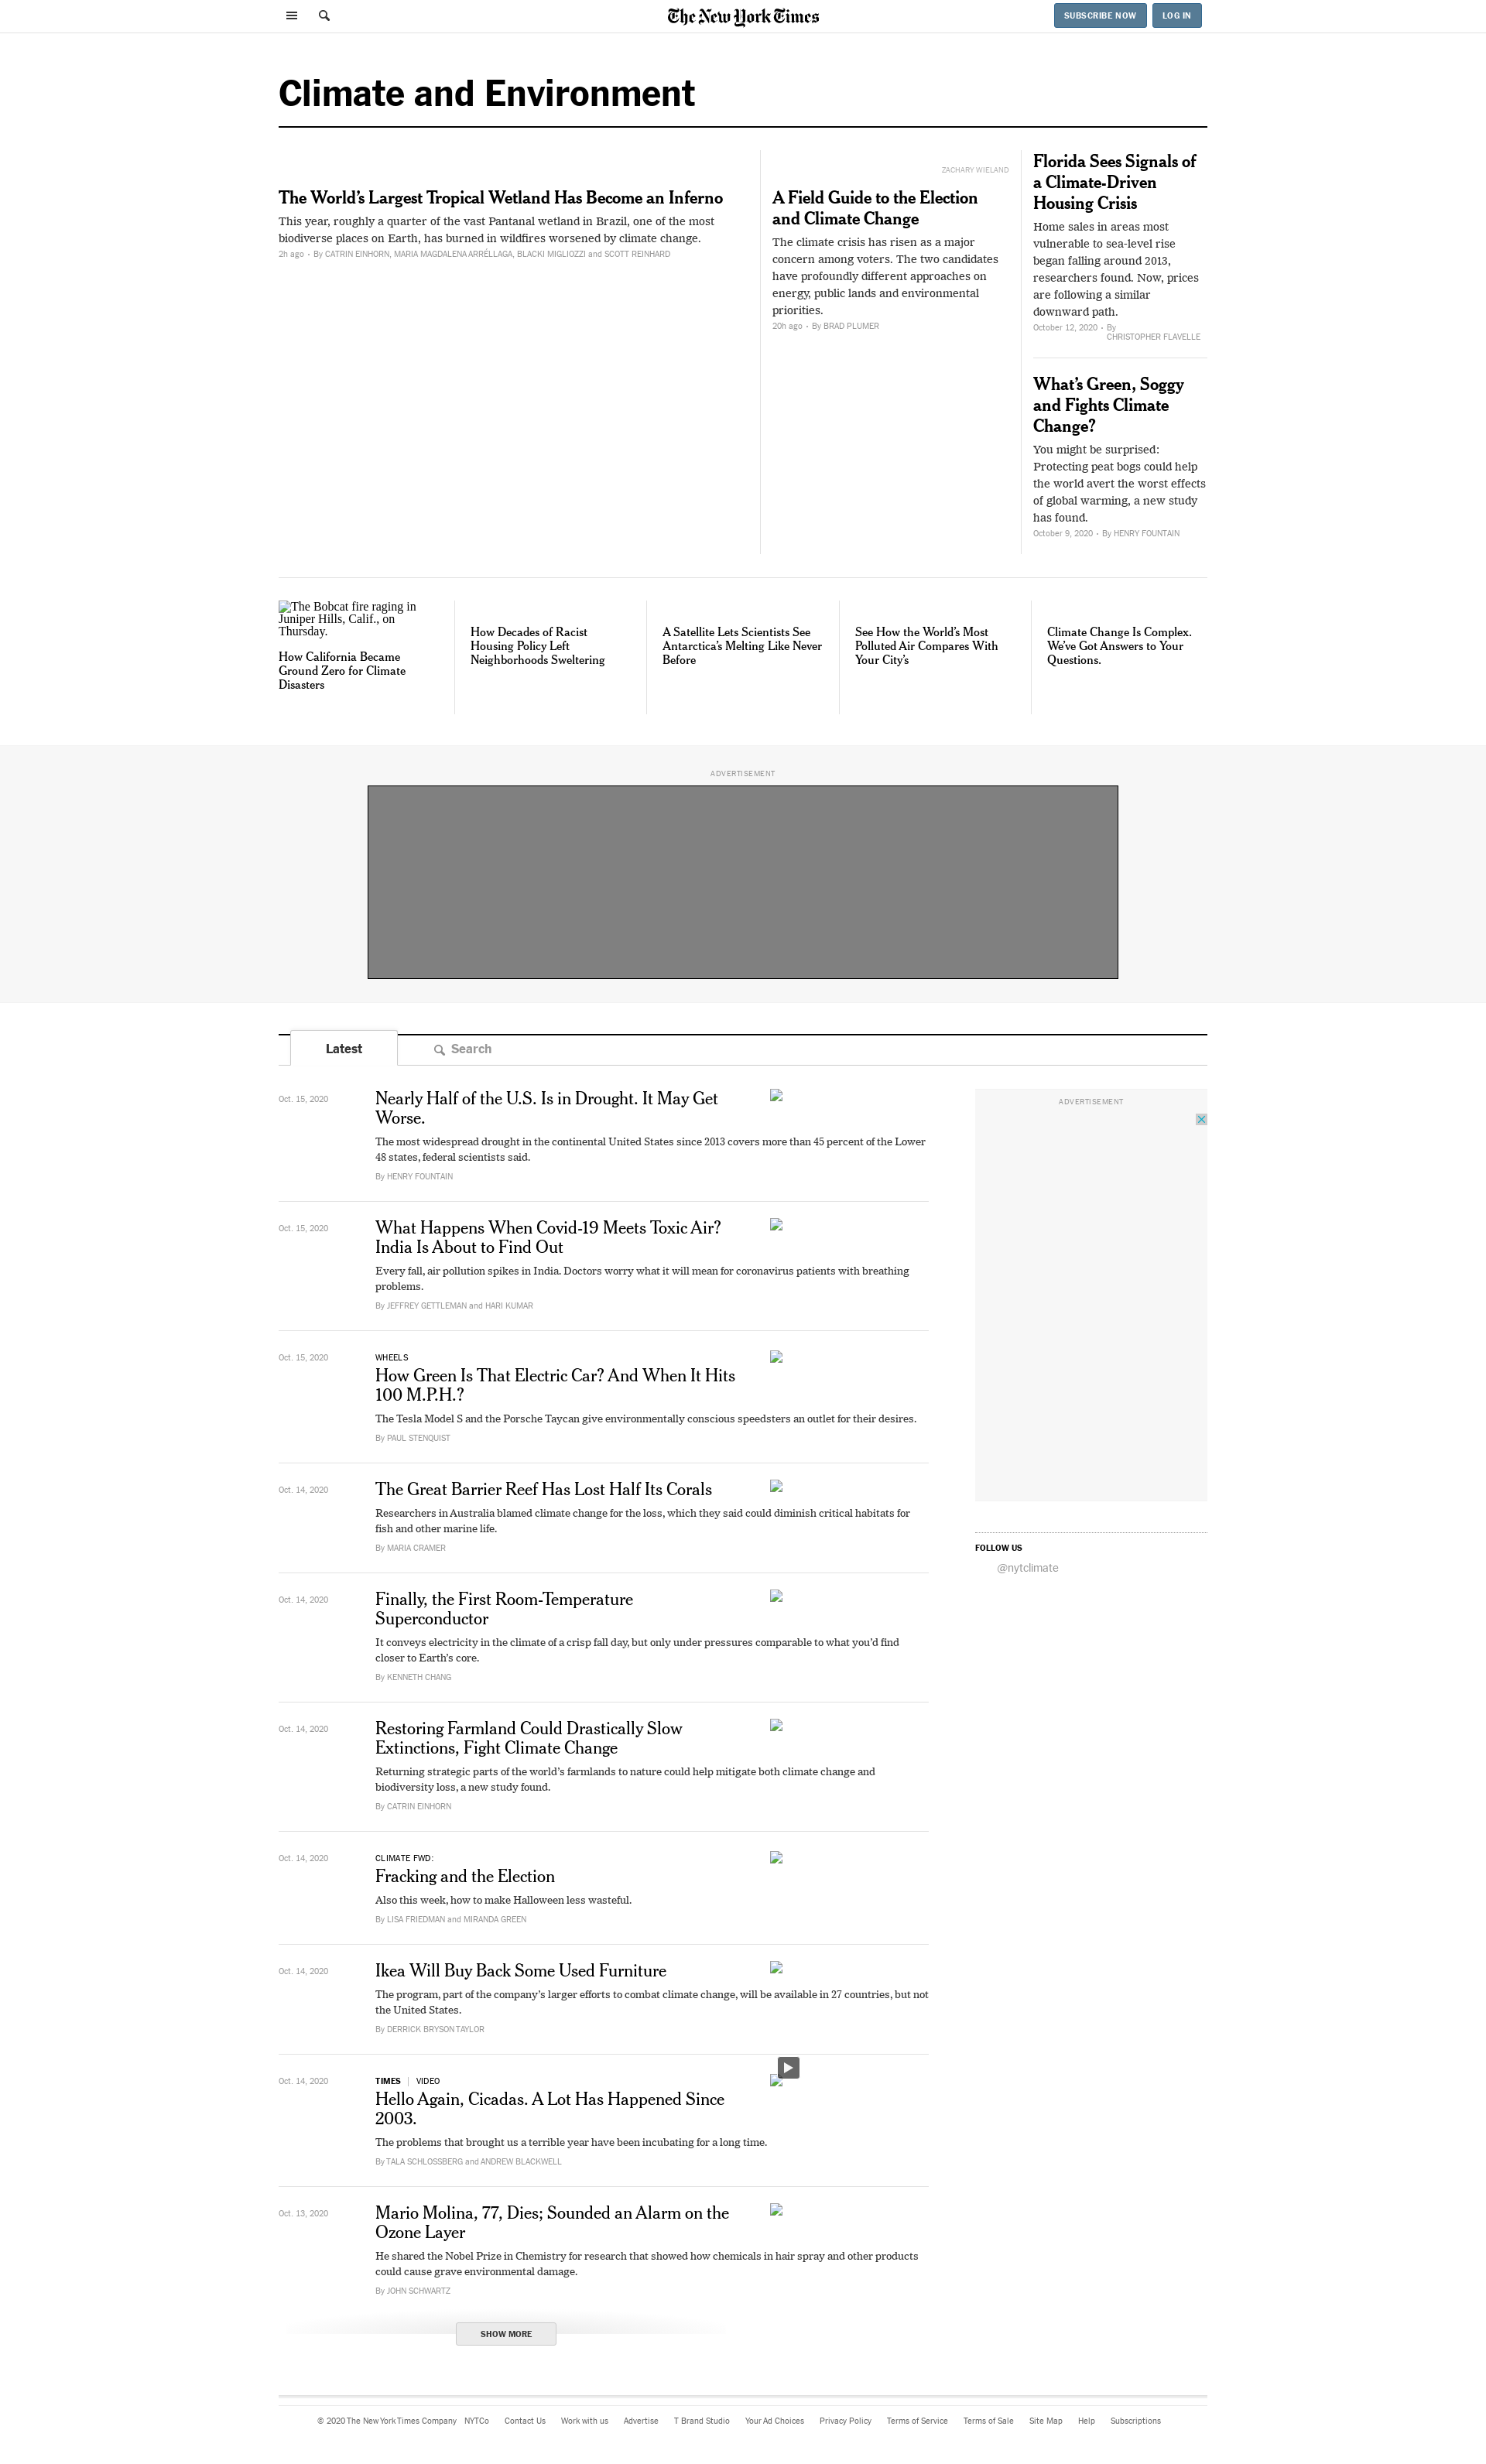 The New York Times
SUBSCRIBE NOW
LOG IN
Climate and Environment
The World's Largest Tropical Wetland Has Become an Inferno
This year, roughly a quarter of the vast Pantanal wetland in Brazil, one of the most
biodiverse places on Earth, has burned in wildfires worsened by climate change.
2h ago • By CATRIN EINHORN, MARIA MAGDALENA ARRÉLLAGA, BLACKI MIGLIOZZI and SCOTT REINHARD
ZACHARY WIELAND
A Field Guide to the Election
and Climate Change
The climate crisis has risen as a major
concern among voters. The two candidates
have profoundly different approaches on
energy, public lands and environmental
priorities.
20h ago • By BRAD PLUMER
Florida Sees Signals of
a Climate-Driven
Housing Crisis
Home sales in areas most
vulnerable to sea-level rise
began falling around 2013,
researchers found. Now, prices
are following a similar
downward path.
October 12, 2020 • By
CHRISTOPHER FLAVELLE
What's Green, Soggy
and Fights Climate
Change?
You might be surprised:
Protecting peat bogs could help
the world avert the worst effects
of global warming, a new study
has found.
October 9, 2020 • By HENRY FOUNTAIN
The Bobcat fire raging in
Juniper Hills, Calif., on
Thursday.
How California Became
Ground Zero for Climate
Disasters
How Decades of Racist
Housing Policy Left
Neighborhoods Sweltering
A Satellite Lets Scientists See
Antarctica's Melting Like Never
Before
See How the World's Most
Polluted Air Compares With
Your City's
Climate Change Is Complex.
We've Got Answers to Your
Questions.
ADVERTISEMENT
Latest
Search
Oct. 15, 2020
Nearly Half of the U.S. Is in Drought. It May Get
Worse.
The most widespread drought in the continental United States since 2013 covers more than 45 percent of the Lower
48 states, federal scientists said.
By HENRY FOUNTAIN
ADVERTISEMENT
Oct. 15, 2020
What Happens When Covid-19 Meets Toxic Air?
India Is About to Find Out
Every fall, air pollution spikes in India. Doctors worry what it will mean for coronavirus patients with breathing
problems.
By JEFFREY GETTLEMAN and HARI KUMAR
Oct. 15, 2020
WHEELS
How Green Is That Electric Car? And When It Hits
100 M.P.H.?
The Tesla Model S and the Porsche Taycan give environmentally conscious speedsters an outlet for their desires.
By PAUL STENQUIST
Oct. 14, 2020
The Great Barrier Reef Has Lost Half Its Corals
Researchers in Australia blamed climate change for the loss, which they said could diminish critical habitats for
fish and other marine life.
By MARIA CRAMER
FOLLOW US
@nytclimate
Oct. 14, 2020
Finally, the First Room-Temperature
Superconductor
It conveys electricity in the climate of a crisp fall day, but only under pressures comparable to what you'd find
closer to Earth's core.
By KENNETH CHANG
Oct. 14, 2020
Restoring Farmland Could Drastically Slow
Extinctions, Fight Climate Change
Returning strategic parts of the world's farmlands to nature could help mitigate both climate change and
biodiversity loss, a new study found.
By CATRIN EINHORN
Oct. 14, 2020
CLIMATE FWD:
Fracking and the Election
Also this week, how to make Halloween less wasteful.
By LISA FRIEDMAN and MIRANDA GREEN
Oct. 14, 2020
Ikea Will Buy Back Some Used Furniture
The program, part of the company's larger efforts to combat climate change, will be available in 27 countries, but not
the United States.
By DERRICK BRYSON TAYLOR
Oct. 14, 2020
TIMES | VIDEO
Hello Again, Cicadas. A Lot Has Happened Since
2003.
The problems that brought us a terrible year have been incubating for a long time.
By TALA SCHLOSSBERG and ANDREW BLACKWELL
Oct. 13, 2020
Mario Molina, 77, Dies; Sounded an Alarm on the
Ozone Layer
He shared the Nobel Prize in Chemistry for research that showed how chemicals in hair spray and other products
could cause grave environmental damage.
By JOHN SCHWARTZ
SHOW MORE
© 2020 The New York Times Company NYTCo Contact Us Work with us Advertise T Brand Studio Your Ad Choices Privacy Policy Terms of Service Terms of Sale Site Map Help Subscriptions